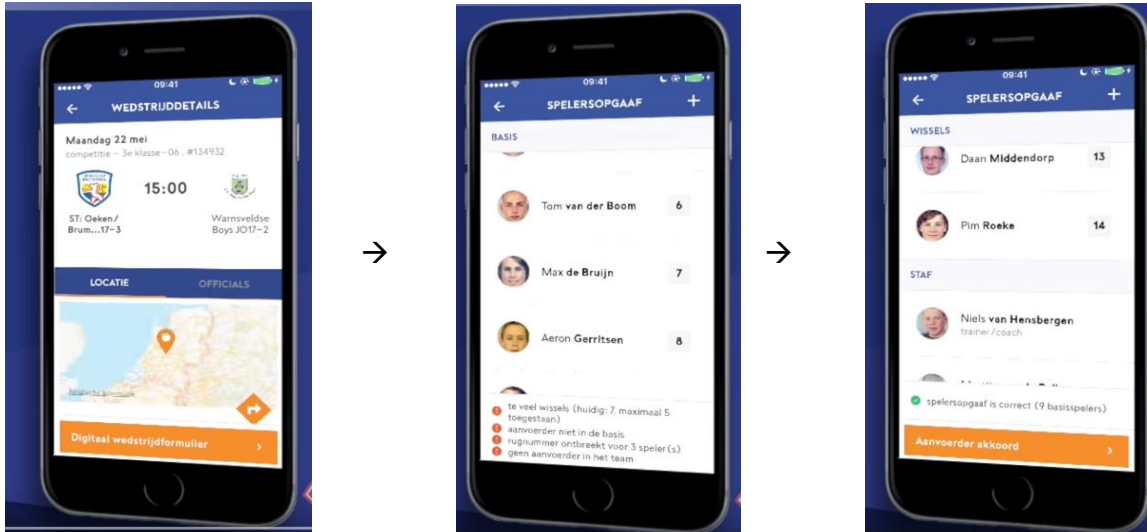 09:41
WEDSTRIJDDETAILS
Maandag 22 mei
competitie - 3e klasse-06, #134932
15:00
ST: Oeken/
Brum...17-3
Warnsveldse
Boys JO17-2
LOCATIE
OFFICIALS
Digitaal wedstrijdformulier
→
09:41
SPELERSOPGAAF
BASIS
Tom van der Boom 6
Max de Bruijn 7
Aeron Gerritsen 8
te veel wissels (huidig: 7, maximaal 5
toegestaan)
aanvoerder niet in de basis
rugnummer ontbreekt voor 3 speler(s)
geen aanvoerder in het team
→
09:41
SPELERSOPGAAF
WISSELS
Daan Middendorp 13
Pim Roeke 14
STAF
Niels van Hensbergen
trainer/coach
spelersopgaaf is correct (9 basisspelers)
Aanvoerder akkoord